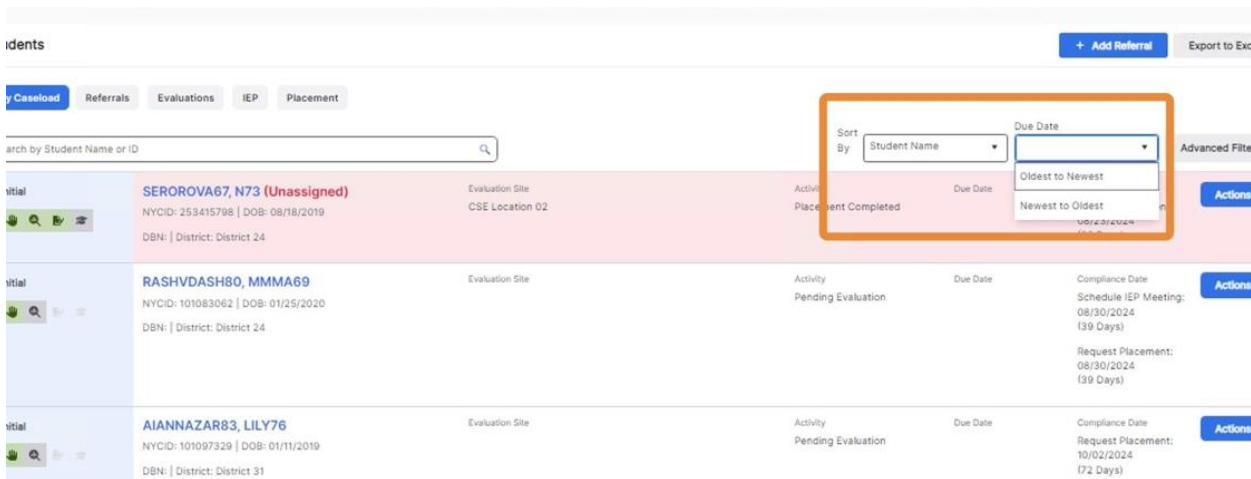 dents
+ Add Referral Export to Exc
y Caseload Referrals Evaluations IEP Placement
Sort By Student Name Due Date
arch by Student Name or ID Advanced Filte
Oldest to Newest
Newest to Oldest
nitial
SEROROVA67, N73 (Unassigned)
NYCID: 253415798 | DOB: 08/18/2019
DBN: | District: District 24
Evaluation Site
CSE Location 02
Activity
Placement Completed
Due Date
08/23/2024
Actions
nitial
RASHVDASH80, MMMA69
NYCID: 101083062 | DOB: 01/25/2020
DBN: | District: District 24
Evaluation Site
Activity
Pending Evaluation
Due Date
Compliance Date
Schedule IEP Meeting:
08/30/2024
(39 Days)
Request Placement:
08/30/2024
(39 Days)
Actions
nitial
AIANNAZAR83, LILY76
NYCID: 101097329 | DOB: 01/11/2019
DBN: | District: District 31
Evaluation Site
Activity
Pending Evaluation
Due Date
Compliance Date
Request Placement:
10/02/2024
(72 Days)
Actions